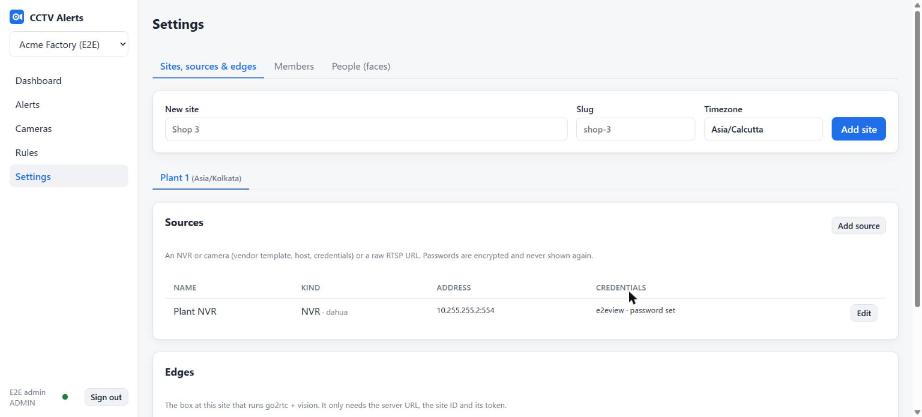 CCTV Alerts
Acme Factory (E2E)
Dashboard
Alerts
Cameras
Rules
Settings
E2E admin
ADMIN
Sign out
Settings
Sites, sources & edges Members People (faces)
New site Slug Timezone
Shop 3 shop-3 Asia/Calcutta Add site
Plant 1 (Asia/Kolkata)
Sources Add source
An NVR or camera (vendor template, host, credentials) or a raw RTSP URL. Passwords are encrypted and never shown again.
NAME KIND ADDRESS CREDENTIALS
Plant NVR NVR · dahua 10.255.255.2:554 e2eview · password set Edit
Edges
The box at this site that runs go2rtc + vision. It only needs the server URL, the site ID and its token.